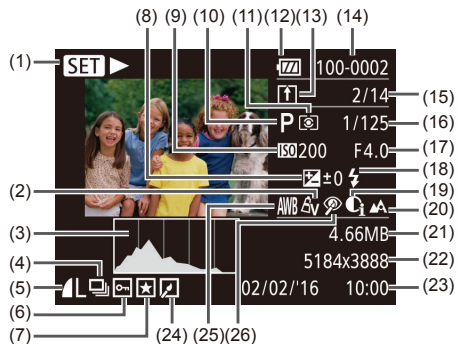 (8) (9) (10) (11) (12) (13) (14)
(1) SET 100-0002
2/14 (15)
P 1/125 (16)
ISO200 F4.0 (17)
±0 (18)
(2) AWB Av i (19)
(20)
(3) 4.66MB (21)
(4) 5184x3888 (22)
(5) L 02/02/'16 10:00 (23)
(6)
(7) (24) (25) (26)